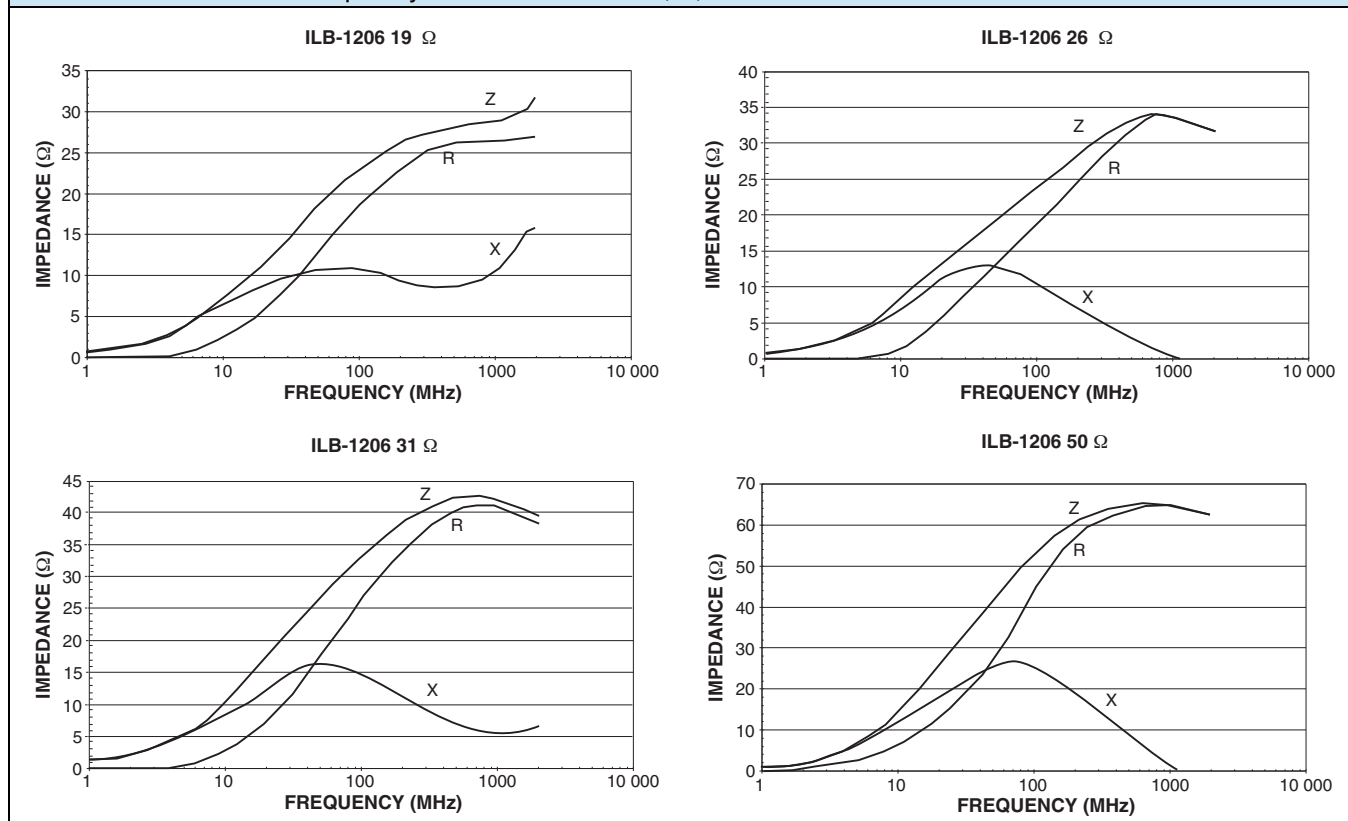 ILB-1206 19 Ω
35
30
25
20
15
10
5
0
IMPEDANCE (Ω)
Z
R
X
1
10
100
1000
10 000
FREQUENCY (MHz)
ILB-1206 26 Ω
40
35
30
25
20
15
10
5
0
IMPEDANCE (Ω)
Z
R
X
1
10
100
1000
10 000
FREQUENCY (MHz)
ILB-1206 31 Ω
45
40
35
30
25
20
15
10
5
0
IMPEDANCE (Ω)
Z
R
X
1
10
100
1000
10 000
FREQUENCY (MHz)
ILB-1206 50 Ω
70
60
50
40
30
20
10
0
IMPEDANCE (Ω)
Z
R
X
1
10
100
1000
10 000
FREQUENCY (MHz)